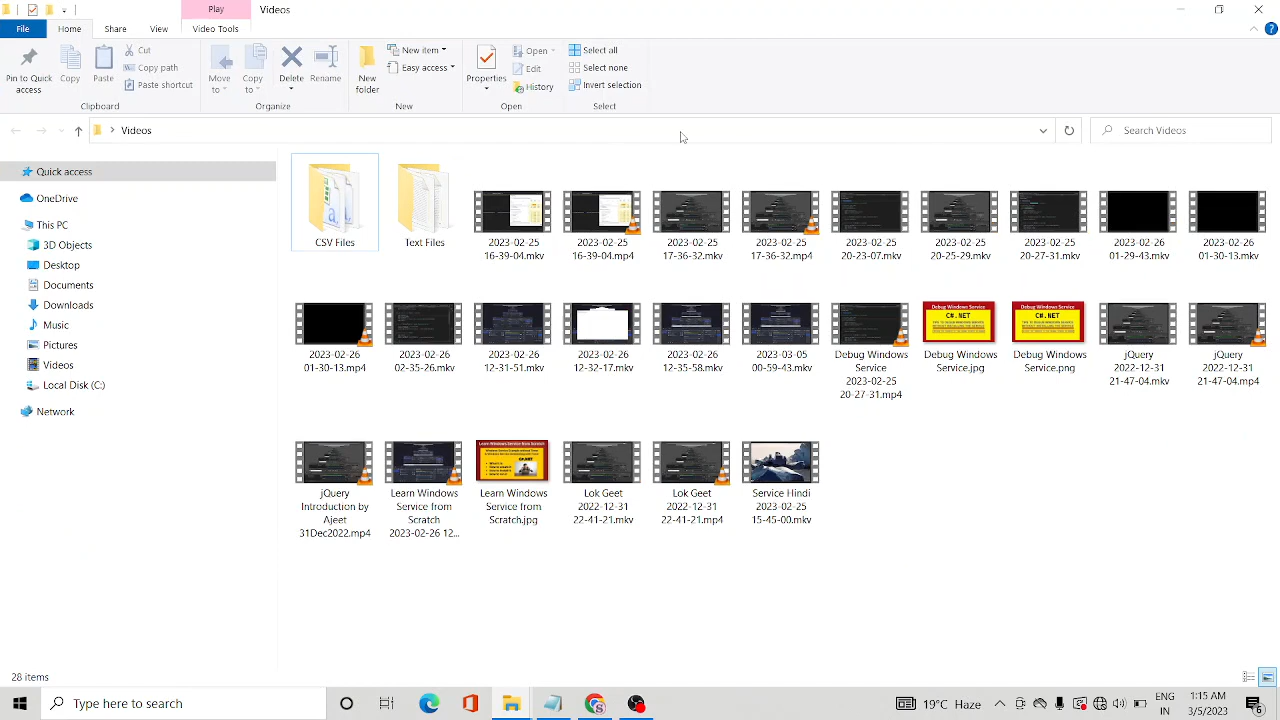 Play
Videos
File
Home
Share
View
Video Tools
Pin to Quick access
Copy
Paste
Cut
Copy path
Paste shortcut
Clipboard
Move to
Copy to
Delete
Rename
Organize
New folder
New item
Easy access
New
Properties
Open
Edit
History
Open
Select all
Select none
Invert selection
Select
Videos
Search Videos
Quick access
OneDrive
This PC
3D Objects
Desktop
Documents
Downloads
Music
Pictures
Videos
Local Disk (C:)
Network
CSV Files
Text Files
2023-02-25
16-39-04.mkv
2023-02-25
16-39-04.mp4
2023-02-25
17-36-32.mkv
2023-02-25
17-36-32.mp4
2023-02-25
20-23-07.mkv
2023-02-25
20-25-29.mkv
2023-02-25
20-27-31.mkv
2023-02-26
01-29-43.mkv
2023-02-26
01-30-13.mkv
2023-02-26
01-30-13.mp4
2023-02-26
02-35-26.mkv
2023-02-26
12-31-51.mkv
2023-02-26
12-32-17.mkv
2023-02-26
12-35-58.mkv
2023-03-05
00-59-43.mkv
Debug Windows
Service
2023-02-25
20-27-31.mp4
Debug Windows Service
C#.NET
Debug Windows
Service.jpg
Debug Windows Service
C#.NET
Debug Windows
Service.png
jQuery
2022-12-31
21-47-04.mkv
jQuery
2022-12-31
21-47-04.mp4
jQuery
Introduction by
Ajeet
31Dec2022.mp4
Learn Windows
Service from
Scratch
2023-02-26 12...
Learn Windows Service from Scratch
Learn Windows
Service from
Scratch.jpg
Lok Geet
2022-12-31
22-41-21.mkv
Lok Geet
2022-12-31
22-41-21.mp4
Service Hindi
2023-02-25
15-45-00.mkv
28 items
Type here to search
19°C Haze
ENG
IN
1:15 AM
3/5/2023
6